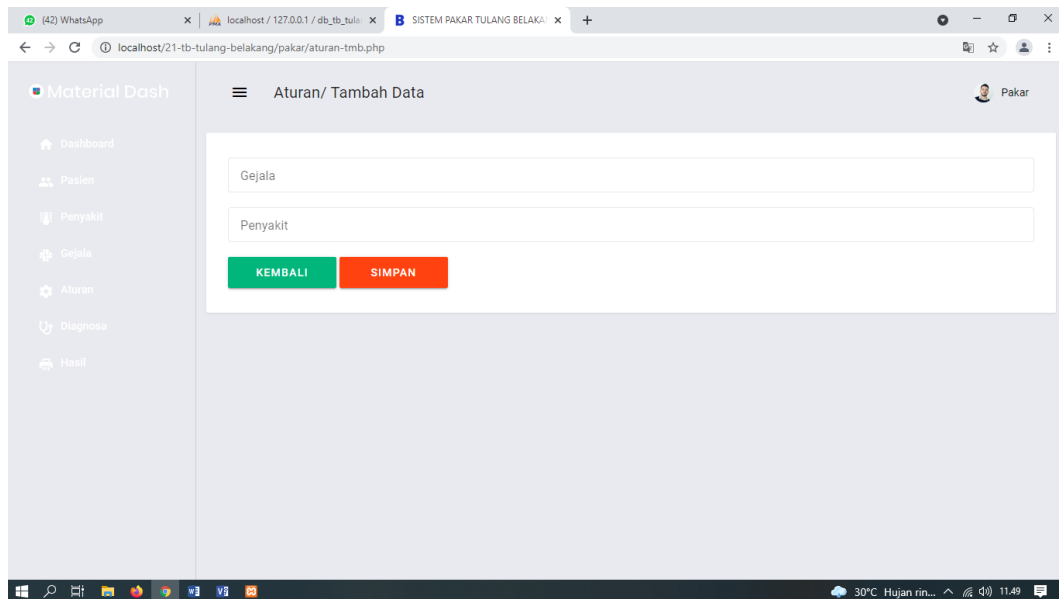 (42) WhatsApp
localhost / 127.0.0.1 / db_tb_tula
SISTEM PAKAR TULANG BELAKA
localhost/21-tb-tulang-belakang/pakar/aturan-tmb.php
Material Dash
Aturan/ Tambah Data
Pakar
Dashboard
Pasien
Penyakit
Gejala
Aturan
Diagnosa
Hasil
Gejala
Penyakit
KEMBALI
SIMPAN
30°C Hujan rin...
11.49